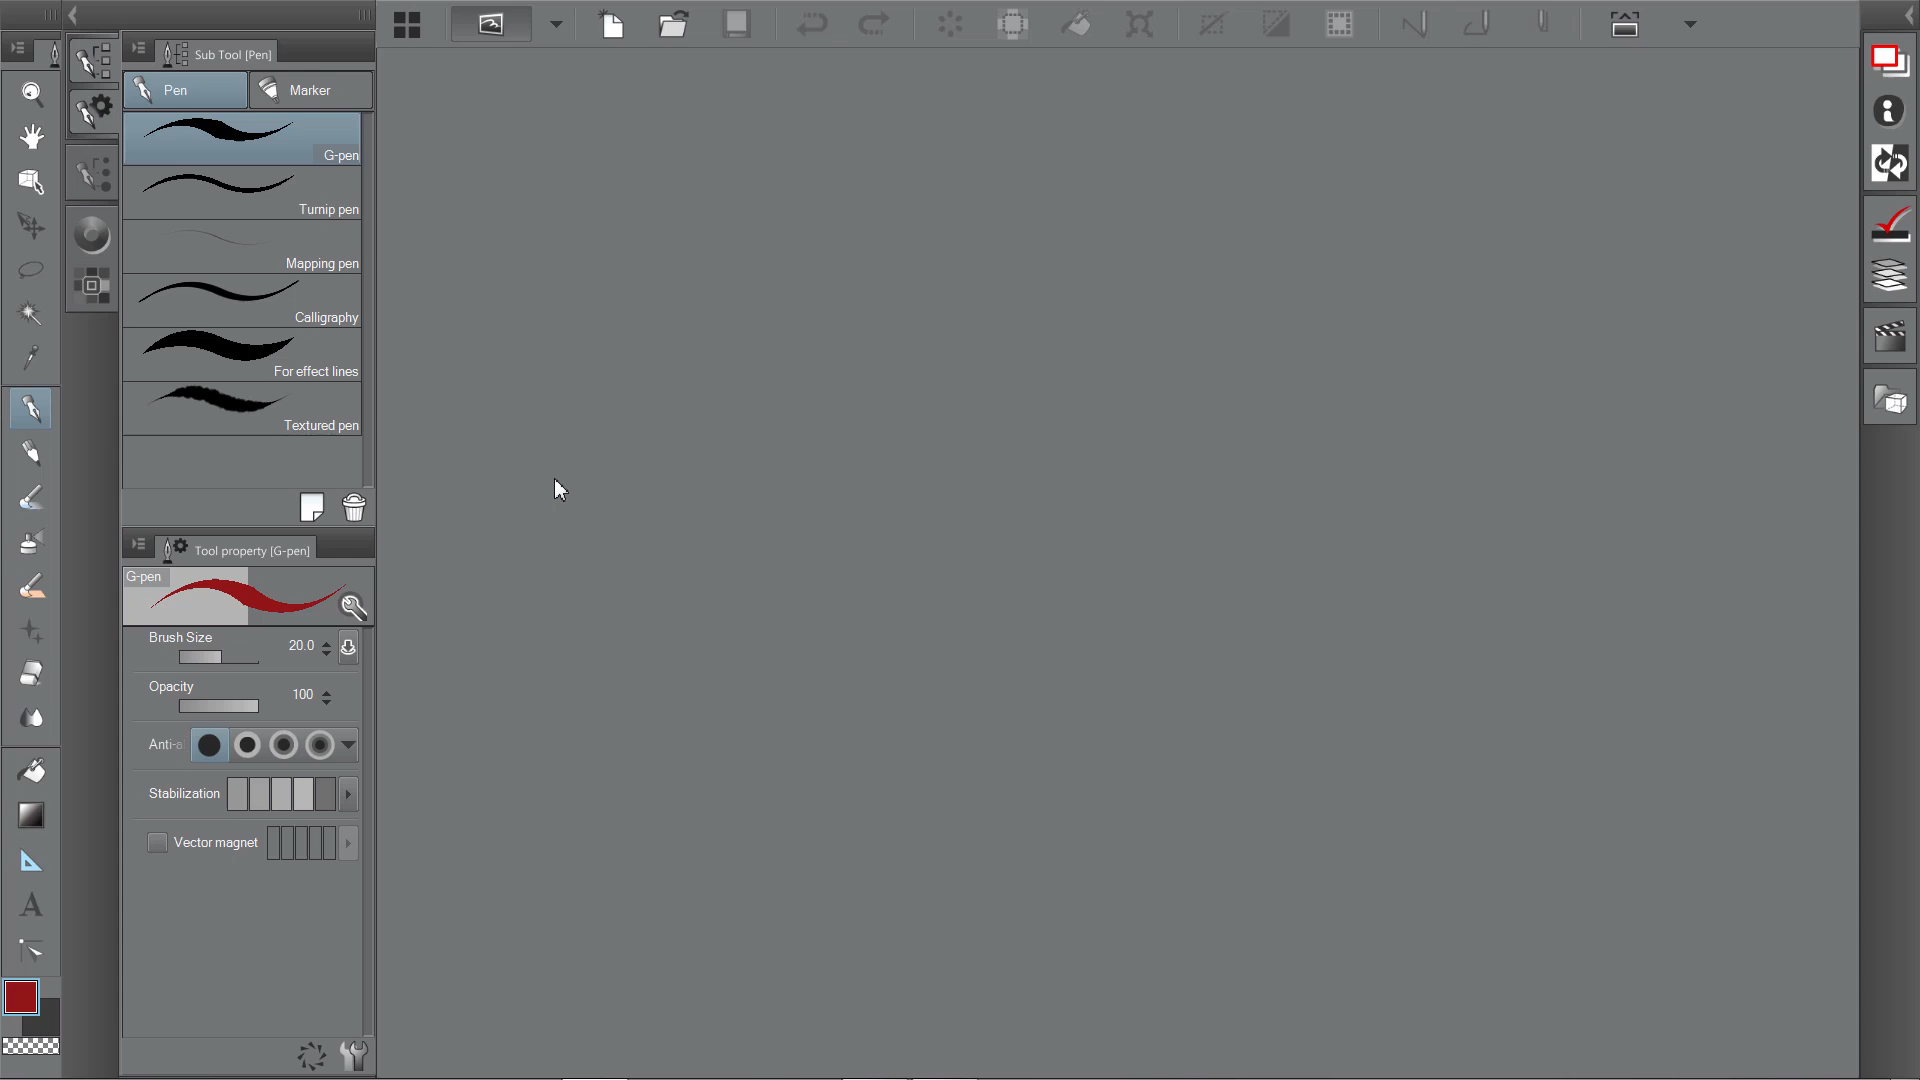 Sub Tool [Pen]
Pen
Marker
G-pen
Turnip pen
Mapping pen
Calligraphy
For effect lines
Textured pen
Tool property [G-pen]
G-pen
Brush Size 20.0
Opacity 100
Anti-
Stabilization
Vector magnet
A